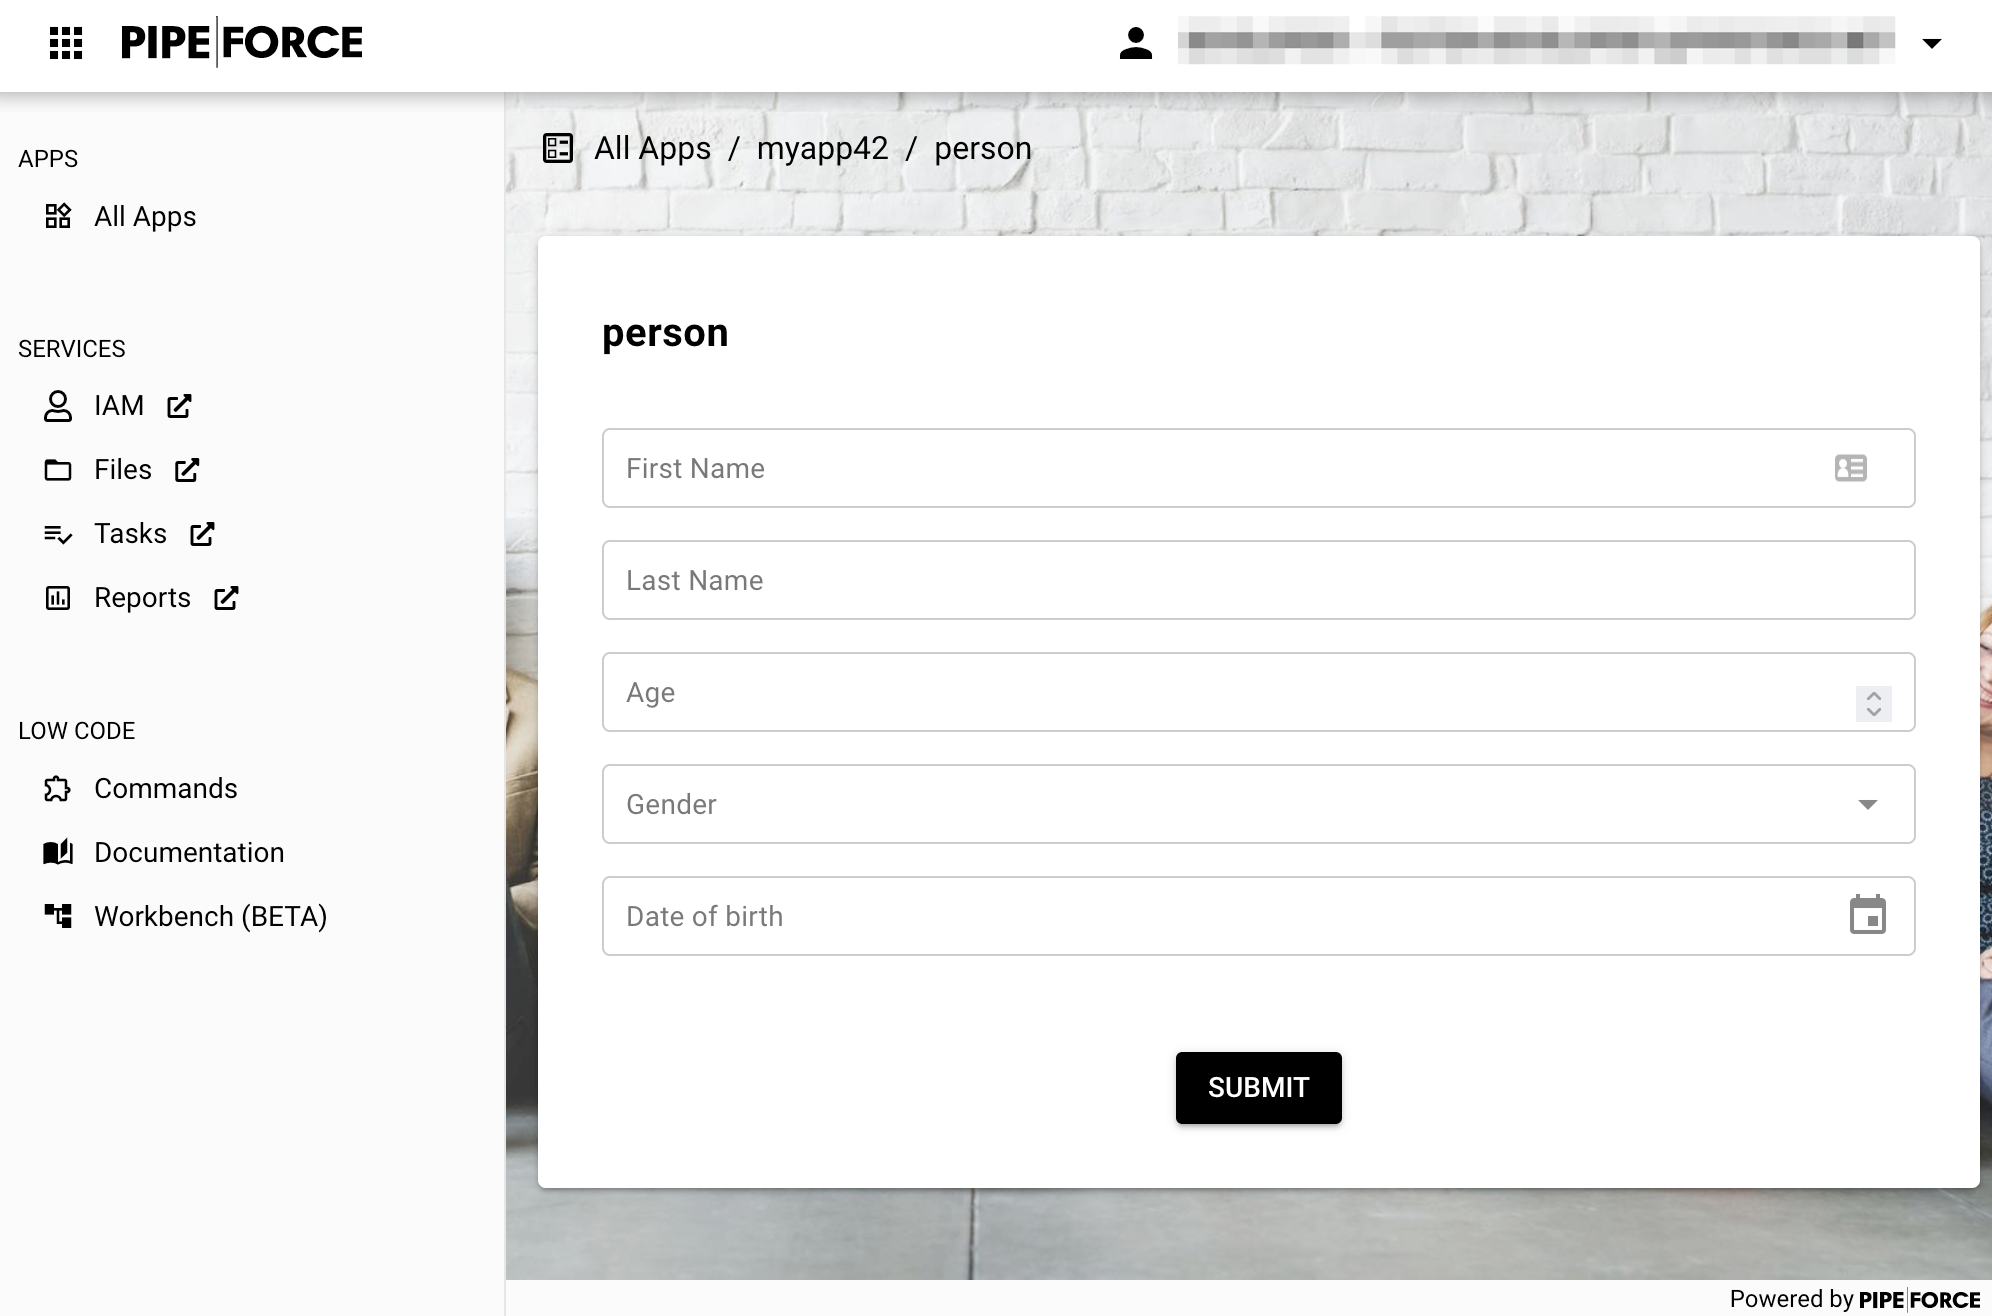 PIPE|FORCE
APPS
All Apps
SERVICES
IAM
Files
Tasks
Reports
LOW CODE
Commands
Documentation
Workbench (BETA)
All Apps / myapp42 / person
person
First Name
Last Name
Age
Gender
Date of birth
SUBMIT
Powered by PIPE|FORCE